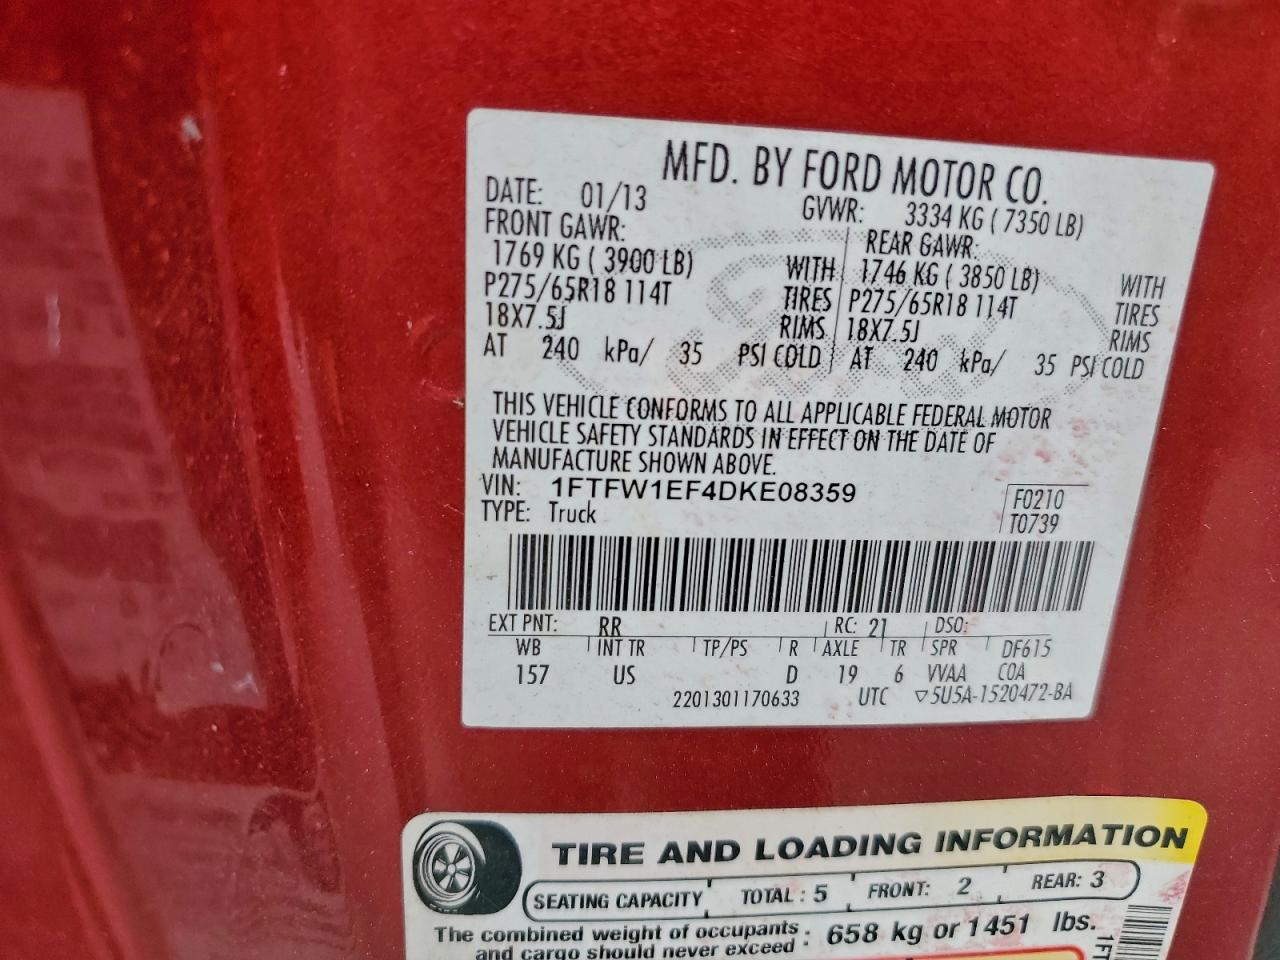 MFD. BY FORD MOTOR CO.
DATE: 01/13 GVWR: 3334 KG ( 7350 LB)
FRONT GAWR: REAR GAWR:
1769 KG ( 3900 LB) WITH 1746 KG ( 3850 LB) WITH
P275/65R18 114T TIRES P275/65R18 114T TIRES
18X7.5J RIMS 18X7.5J RIMS
AT 240 kPa/ 35 PSI COLD AT 240 kPa/ 35 PSI COLD
THIS VEHICLE CONFORMS TO ALL APPLICABLE FEDERAL MOTOR
VEHICLE SAFETY STANDARDS IN EFFECT ON THE DATE OF
MANUFACTURE SHOWN ABOVE.
VIN: 1FTFW1EF4DKE08359 F0210
TYPE: Truck T0739
EXT PNT: RR RC: 21 DSO:
WB INT TR TP/PS R AXLE TR SPR DF615
157 US D 19 6 VVAA COA
2201301170633 UTC ▽5U5A-1520472-BA
TIRE AND LOADING INFORMATION
SEATING CAPACITY TOTAL : 5 FRONT: 2 REAR: 3
The combined weight of occupants : 658 kg or 1451 lbs.
and cargo should never exceed
1FT